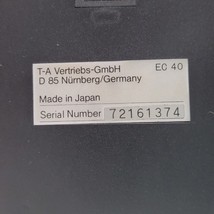 T-A Vertriebs-GmbH EC 40
D 85 Nürnberg/Germany
Made in Japan
Serial Number 72161374